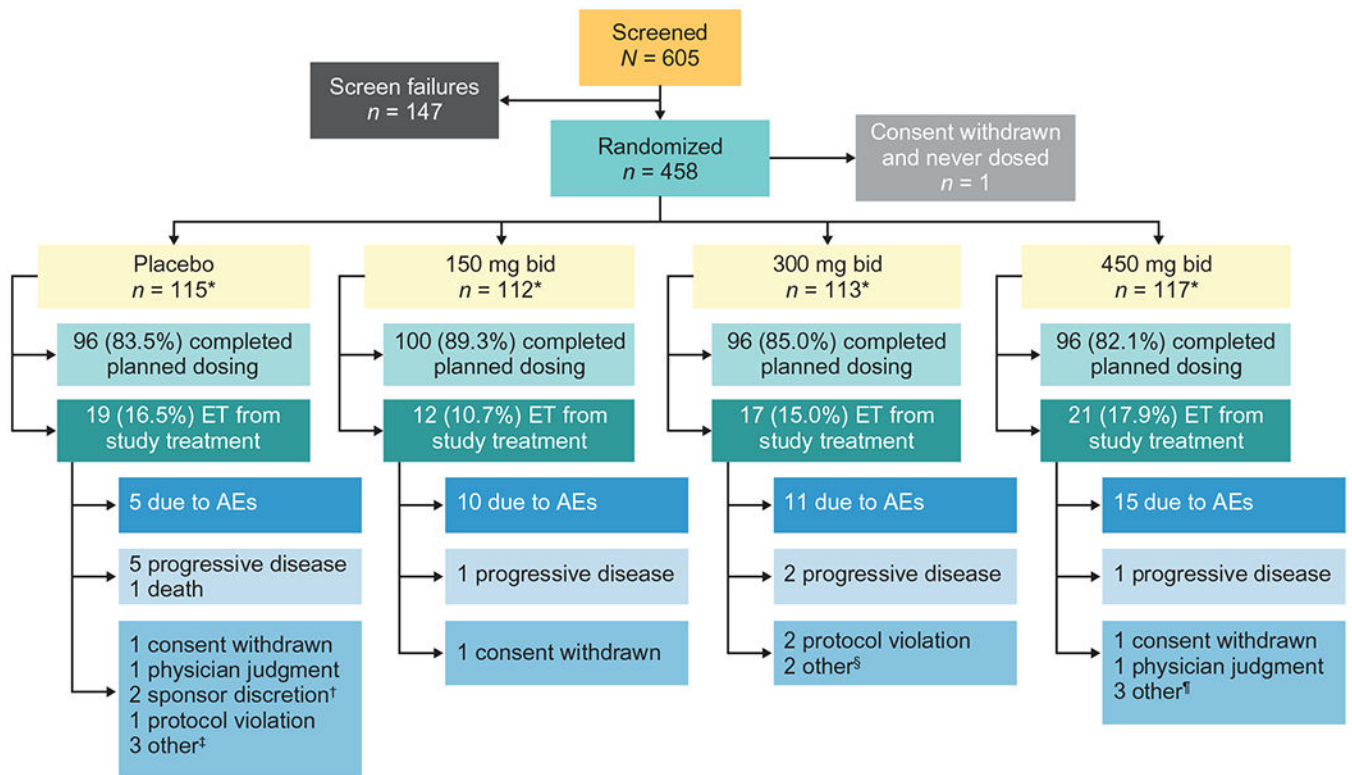 Screened
N = 605
Screen failures
n = 147
Randomized
n = 458
Consent withdrawn
and never dosed
n = 1
Placebo
n = 115*
96 (83.5%) completed
planned dosing
19 (16.5%) ET from
study treatment
5 due to AEs
5 progressive disease
1 death
1 consent withdrawn
1 physician judgment
2 sponsor discretion†
1 protocol violation
3 other‡
150 mg bid
n = 112*
100 (89.3%) completed
planned dosing
12 (10.7%) ET from
study treatment
10 due to AEs
1 progressive disease
1 consent withdrawn
300 mg bid
n = 113*
96 (85.0%) completed
planned dosing
17 (15.0%) ET from
study treatment
11 due to AEs
2 progressive disease
2 protocol violation
2 other§
450 mg bid
n = 117*
96 (82.1%) completed
planned dosing
21 (17.9%) ET from
study treatment
15 due to AEs
1 progressive disease
1 consent withdrawn
1 physician judgment
3 other¶